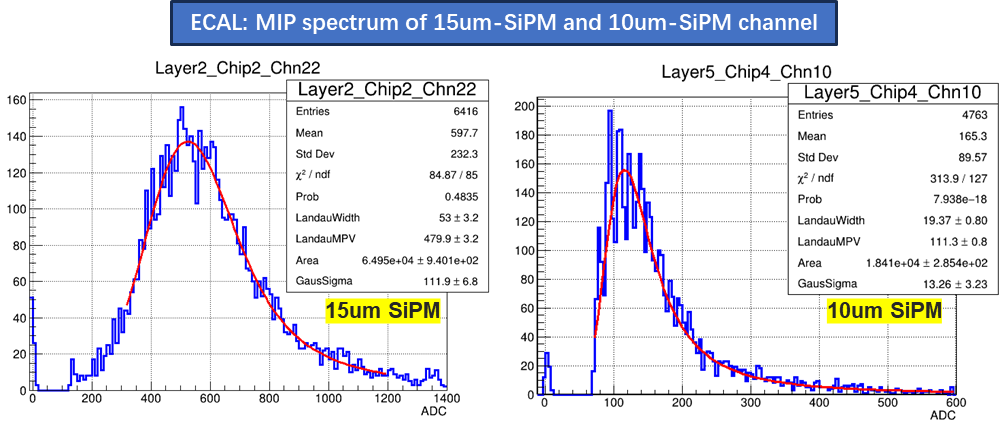 ECAL: MIP spectrum of 15um-SiPM and 10um-SiPM channel
Layer2_Chip2_Chn22
Layer2_Chip2_Chn22
Entries 6416
Mean 597.7
Std Dev 232.3
χ² / ndf 84.87 / 85
Prob 0.4835
LandauWidth 53 ± 3.2
LandauMPV 479.9 ± 3.2
Area 6.495e+04 ± 9.401e+02
GausSigma 111.9 ± 6.8
15um SiPM
160
140
120
100
80
60
40
20
0
0 200 400 600 800 1000 1200 1400
ADC
Layer5_Chip4_Chn10
Layer5_Chip4_Chn10
Entries 4763
Mean 165.3
Std Dev 89.57
χ² / ndf 313.9 / 127
Prob 7.938e−18
LandauWidth 19.37 ± 0.80
LandauMPV 111.3 ± 0.8
Area 1.841e+04 ± 2.854e+02
GausSigma 13.26 ± 3.23
10um SiPM
200
180
160
140
120
100
80
60
40
20
0
0 100 200 300 400 500 600
ADC